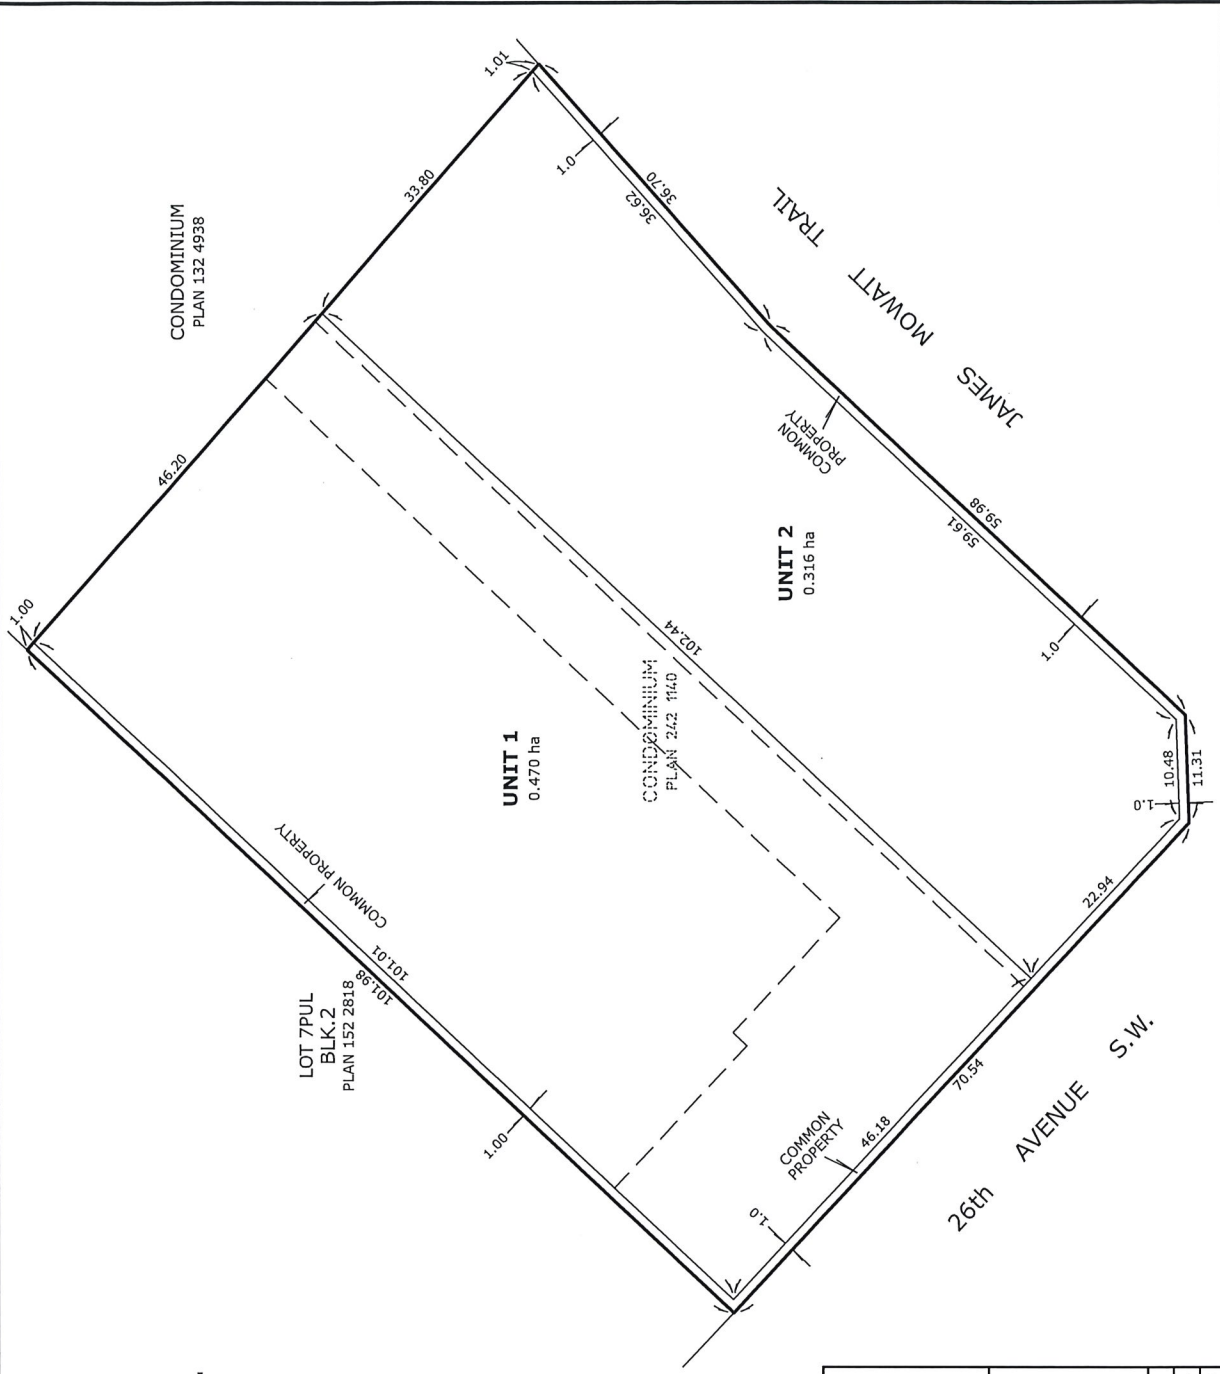 1.01
33.80
CONDOMINIUM
PLAN 132 4938
1.0
36.70
36.62
JAMES MOWATT TRAIL
46.20
COMMON
PROPERTY
59.98
59.61
UNIT 2
0.316 ha
1.00
102.44
1.0
CONDOMINIUM
PLAN 242 1140
UNIT 1
0.470 ha
10.48
11.31
1.0
COMMON PROPERTY
22.94
101.01
101.98
LOT 7PUL
BLK.2
PLAN 152 2818
70.54
1.00
COMMON
PROPERTY
46.18
26th AVENUE S.W.
1.0